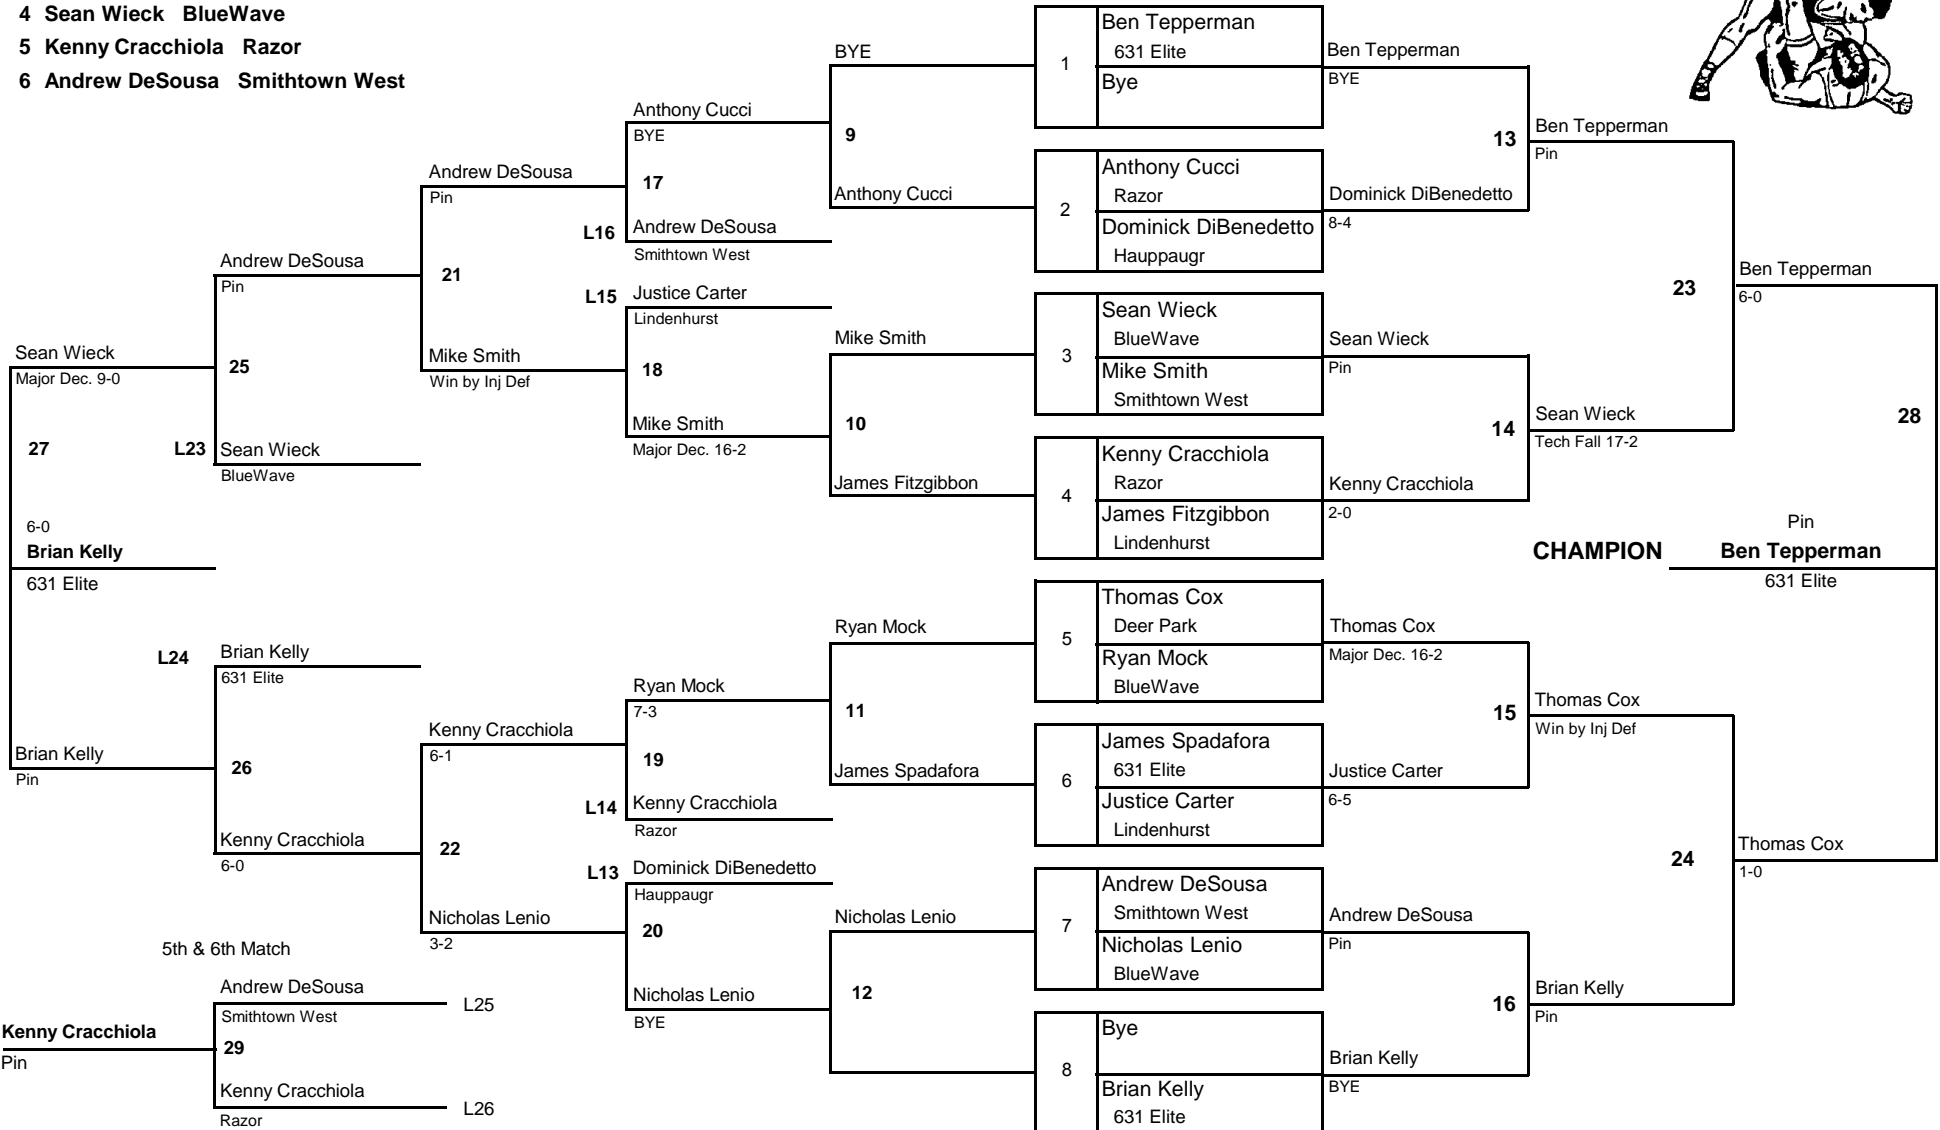 4 Sean Wieck BlueWave
5 Kenny Cracchiola Razor
6 Andrew DeSousa Smithtown West
Sean Wieck
Major Dec. 9-0
27
6-0
Brian Kelly
631 Elite
Brian Kelly
Pin
5th & 6th Match
Andrew DeSousa
L25
Smithtown West
Kenny Cracchiola
29
Pin
Kenny Cracchiola
L26
Razor
Andrew DeSousa
Pin
25
L23 Sean Wieck
BlueWave
L24 Brian Kelly
631 Elite
26
Kenny Cracchiola
6-0
Andrew DeSousa
Pin
21
Mike Smith
Win by Inj Def
Kenny Cracchiola
6-1
22
Nicholas Lenio
3-2
Anthony Cucci
BYE
17
L16 Andrew DeSousa
Smithtown West
L15 Justice Carter
Lindenhurst
18
Mike Smith
Major Dec. 16-2
Ryan Mock
7-3
19
L14 Kenny Cracchiola
Razor
L13 Dominick DiBenedetto
Hauppaugr
20
Nicholas Lenio
BYE
BYE
9
Anthony Cucci
Mike Smith
10
James Fitzgibbon
Ryan Mock
11
James Spadafora
Nicholas Lenio
12
1
Ben Tepperman
631 Elite
Bye
2
Anthony Cucci
Razor
Dominick DiBenedetto
Hauppaugr
3
Sean Wieck
BlueWave
Mike Smith
Smithtown West
4
Kenny Cracchiola
Razor
James Fitzgibbon
Lindenhurst
5
Thomas Cox
Deer Park
Ryan Mock
BlueWave
6
James Spadafora
631 Elite
Justice Carter
Lindenhurst
7
Andrew DeSousa
Smithtown West
Nicholas Lenio
BlueWave
8
Bye
Brian Kelly
631 Elite
Ben Tepperman
BYE
13
Dominick DiBenedetto
8-4
Sean Wieck
Pin
14
Kenny Cracchiola
2-0
Thomas Cox
Major Dec. 16-2
15
Justice Carter
6-5
Andrew DeSousa
Pin
16
Brian Kelly
BYE
Ben Tepperman
Pin
23
Sean Wieck
Tech Fall 17-2
Thomas Cox
Win by Inj Def
24
Brian Kelly
Pin
Ben Tepperman
6-0
28
Pin
CHAMPION Ben Tepperman
631 Elite
Thomas Cox
1-0